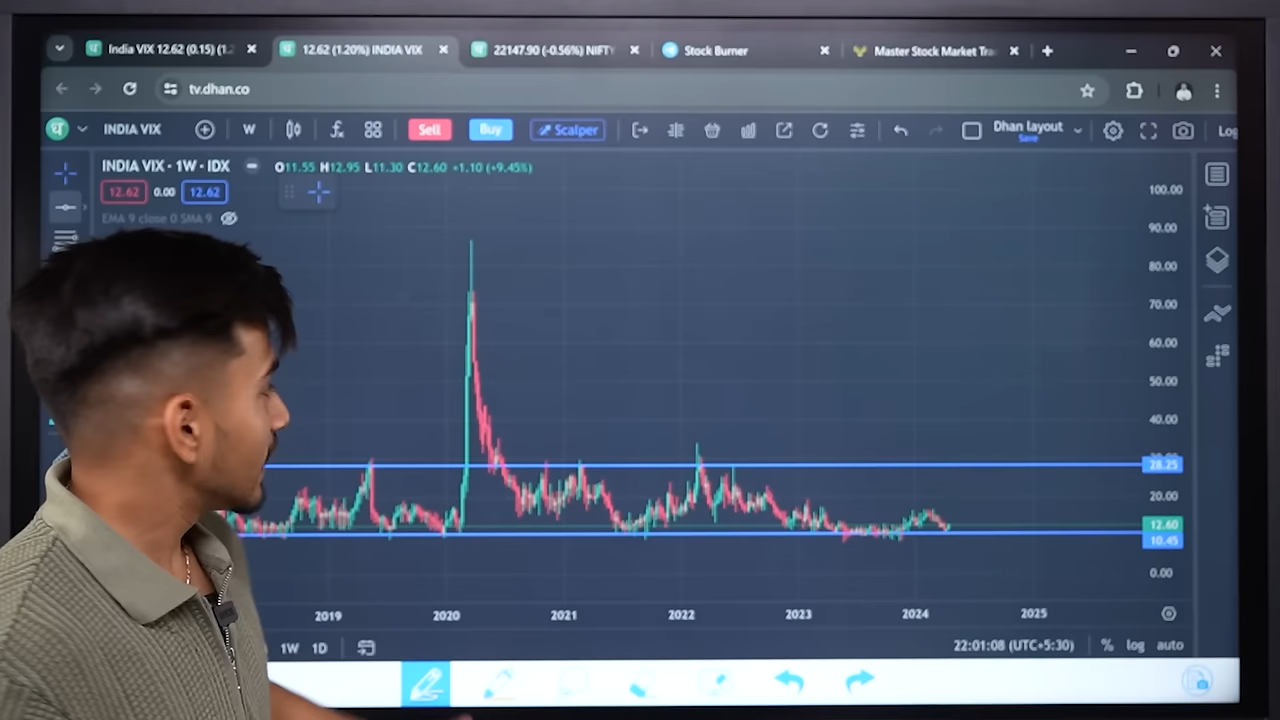 India VIX 12.62 (0.15) (1.2
12.62 (1.20%) INDIA VIX
22147.90 (-0.56%) NIFTY
Stock Burner
Master Stock Market Tra
tv.dhan.co
INDIA VIX
W
Sell
Buy
Scalper
Dhan layout
Save
Log
INDIA VIX · 1W · IDX
O11.55 H12.95 L11.30 C12.60 +1.10 (+9.45%)
12.62 0.00 12.62
EMA 9 close 0 SMA 9
100.00
90.00
80.00
70.00
60.00
50.00
40.00
28.25
20.00
12.60
10.45
0.00
2019 2020 2021 2022 2023 2024 2025
1W 1D
22:01:08 (UTC+5:30) % log auto